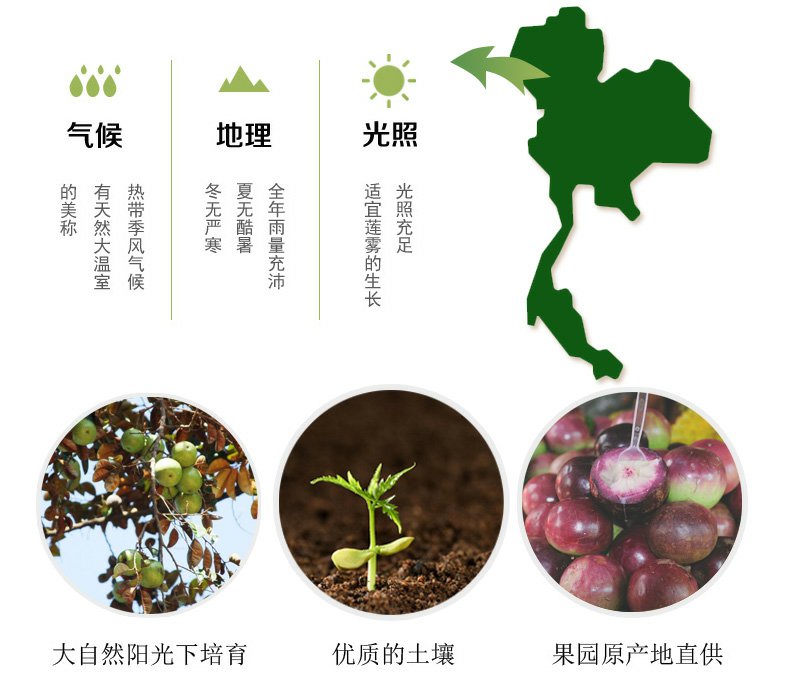 气候
热带季风气候
有天然大温室
的美称
地理
全年雨量充沛
夏无酷暑
冬无严寒
光照
光照充足
适宜莲雾的生长
大自然阳光下培育
优质的土壤
果园原产地直供